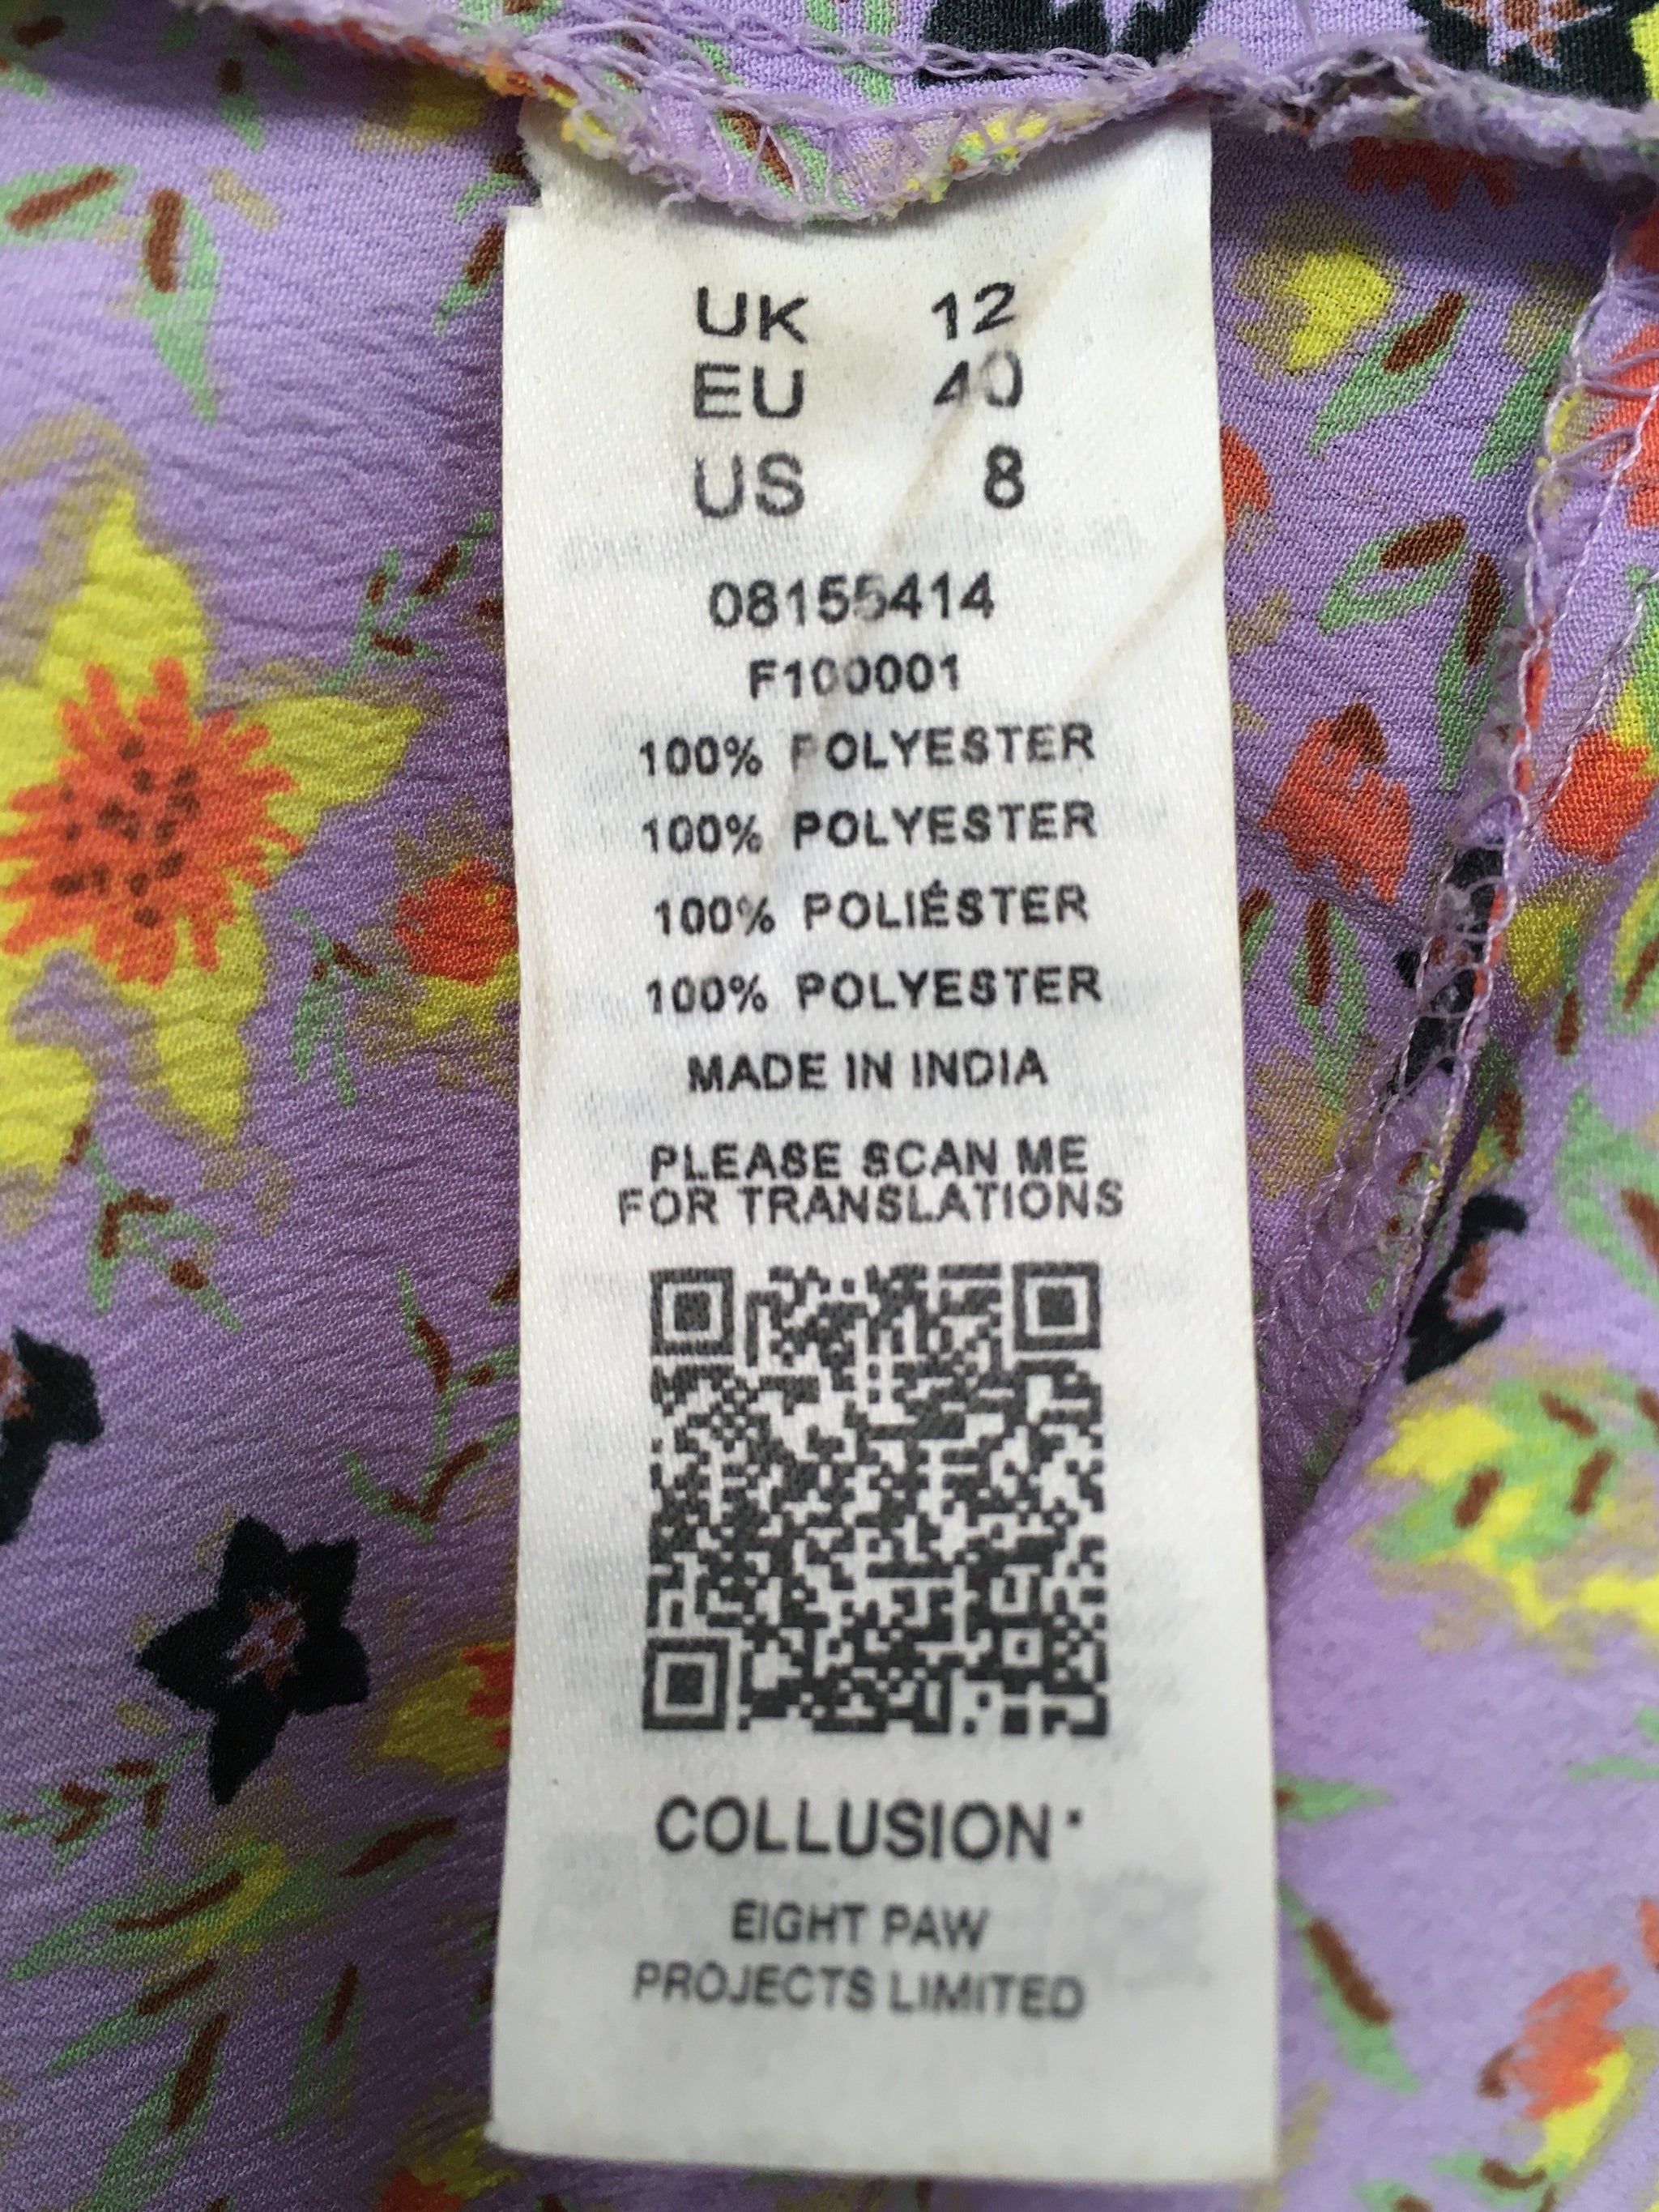 UK 12
EU 40
US 8
08155414
F100001
100% POLYESTER
100% POLYESTER
100% POLIÉSTER
100% POLYESTER
MADE IN INDIA
PLEASE SCAN ME
FOR TRANSLATIONS
COLLUSION
EIGHT PAW
PROJECTS LIMITED